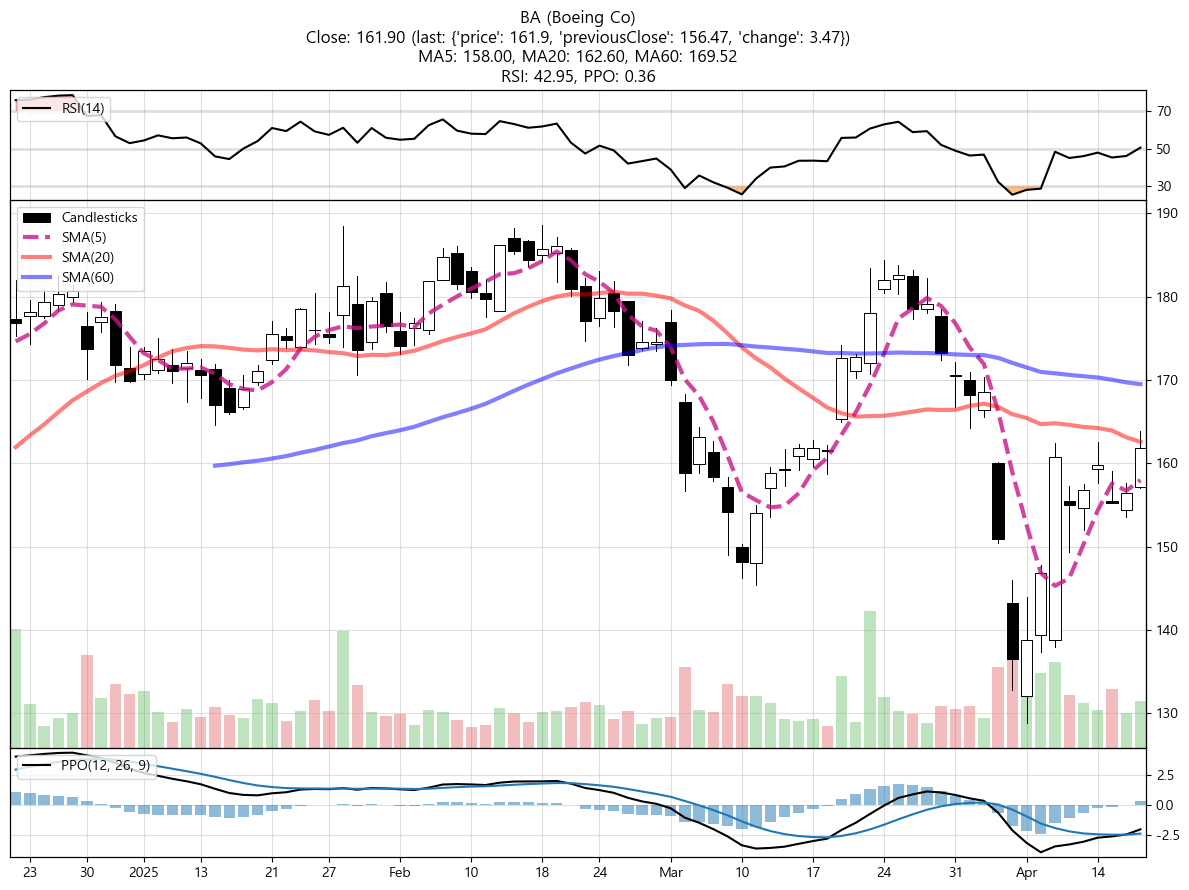 BA (Boeing Co)
Close: 161.90 (last: {'price': 161.9, 'previousClose': 156.47, 'change': 3.47})
MA5: 158.00, MA20: 162.60, MA60: 169.52
RSI: 42.95, PPO: 0.36
RSI(14)
70
50
30
Candlesticks
SMA(5)
SMA(20)
SMA(60)
190
180
170
160
150
140
130
PPO(12, 26, 9)
2.5
0.0
−2.5
23 30 2025 13 21 27 Feb 10 18 24 Mar 10 17 24 31 Apr 14